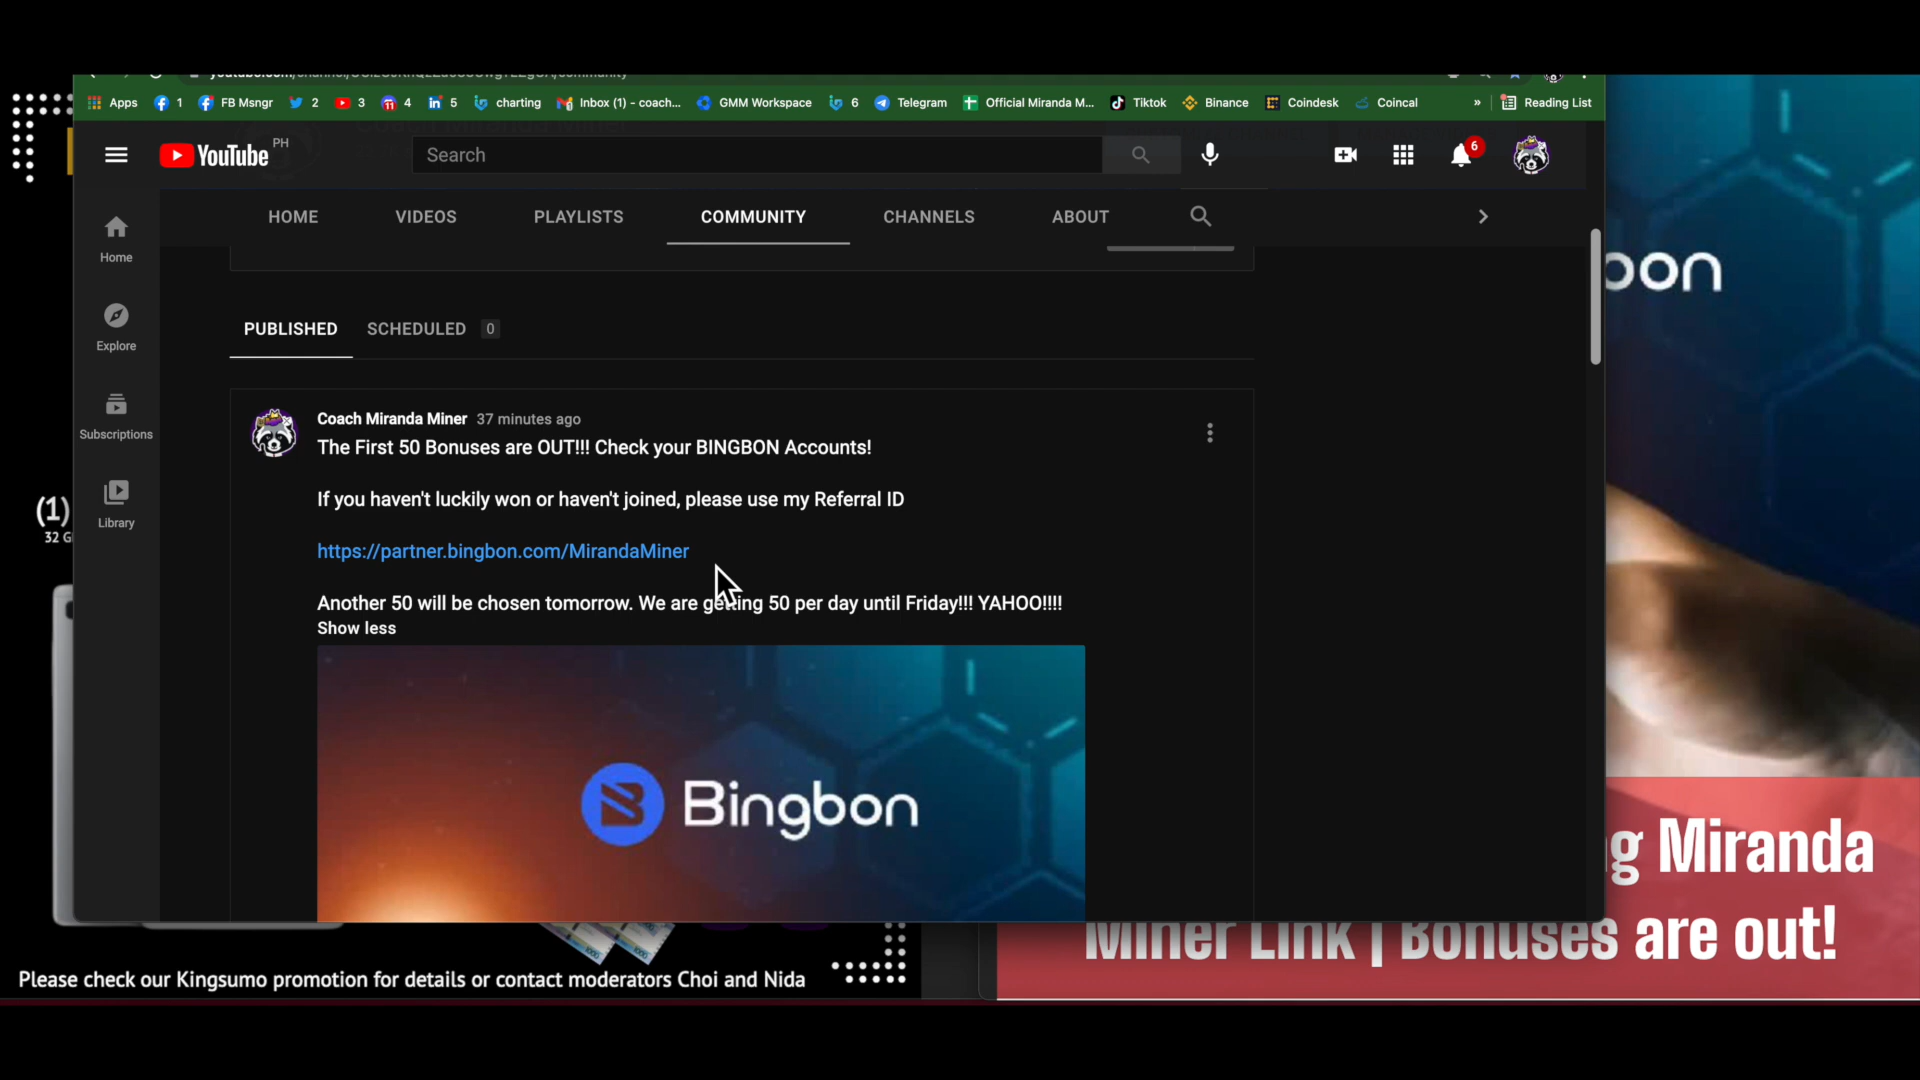 Apps 1 FB Msngr 2 3 4 5 charting Inbox (1) - coach... GMM Workspace 6 Telegram Official Miranda M... Tiktok Binance Coindesk Coincal » Reading List
YouTube PH Search 6
HOME VIDEOS PLAYLISTS COMMUNITY CHANNELS ABOUT
Home
Explore
Subscriptions
Library
PUBLISHED SCHEDULED 0
Coach Miranda Miner 37 minutes ago
The First 50 Bonuses are OUT!!! Check your BINGBON Accounts!
If you haven't luckily won or haven't joined, please use my Referral ID
https://partner.bingbon.com/MirandaMiner
Another 50 will be chosen tomorrow. We are getting 50 per day until Friday!!! YAHOO!!!!
Show less
Bingbon
(1)
32 G
bon
g Miranda
Miner Link | Bonuses are out!
Please check our Kingsumo promotion for details or contact moderators Choi and Nida